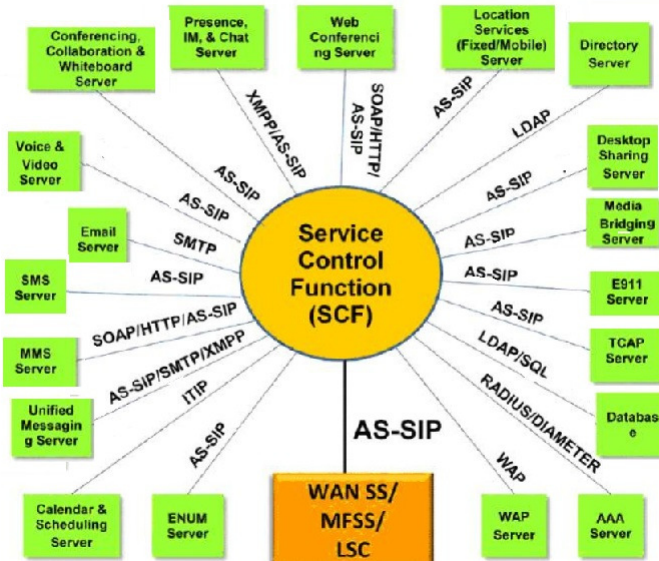 Conferencing,
Collaboration &
Whiteboard
Server
Presence,
IM, & Chat
Server
Web
Conferenci
ng Server
Location
Services
(Fixed/Mobile)
Server
Directory
Server
Voice &
Video
Server
Email
Server
SMS
Server
MMS
Server
Unified
Messagin
g Server
Calendar &
Scheduling
Server
ENUM
Server
Desktop
Sharing
Server
Media
Bridging
Server
E911
Server
TCAP
Server
Databas
e
AAA
Server
WAP
Server
Service
Control
Function
(SCF)
AS-SIP
XMPP/AS-SIP
SOAP/HTTP/
AS-SIP
AS-SIP
LDAP
AS-SIP
SMTP
AS-SIP
SOAP/HTTP/AS-SIP
AS-SIP/SMTP/XMPP
ITIP
AS-SIP
AS-SIP
AS-SIP
AS-SIP
AS-SIP
LDAP/SQL
RADIUS/DIAMETER
WAP
AS-SIP
WAN SS/
MFSS/
LSC